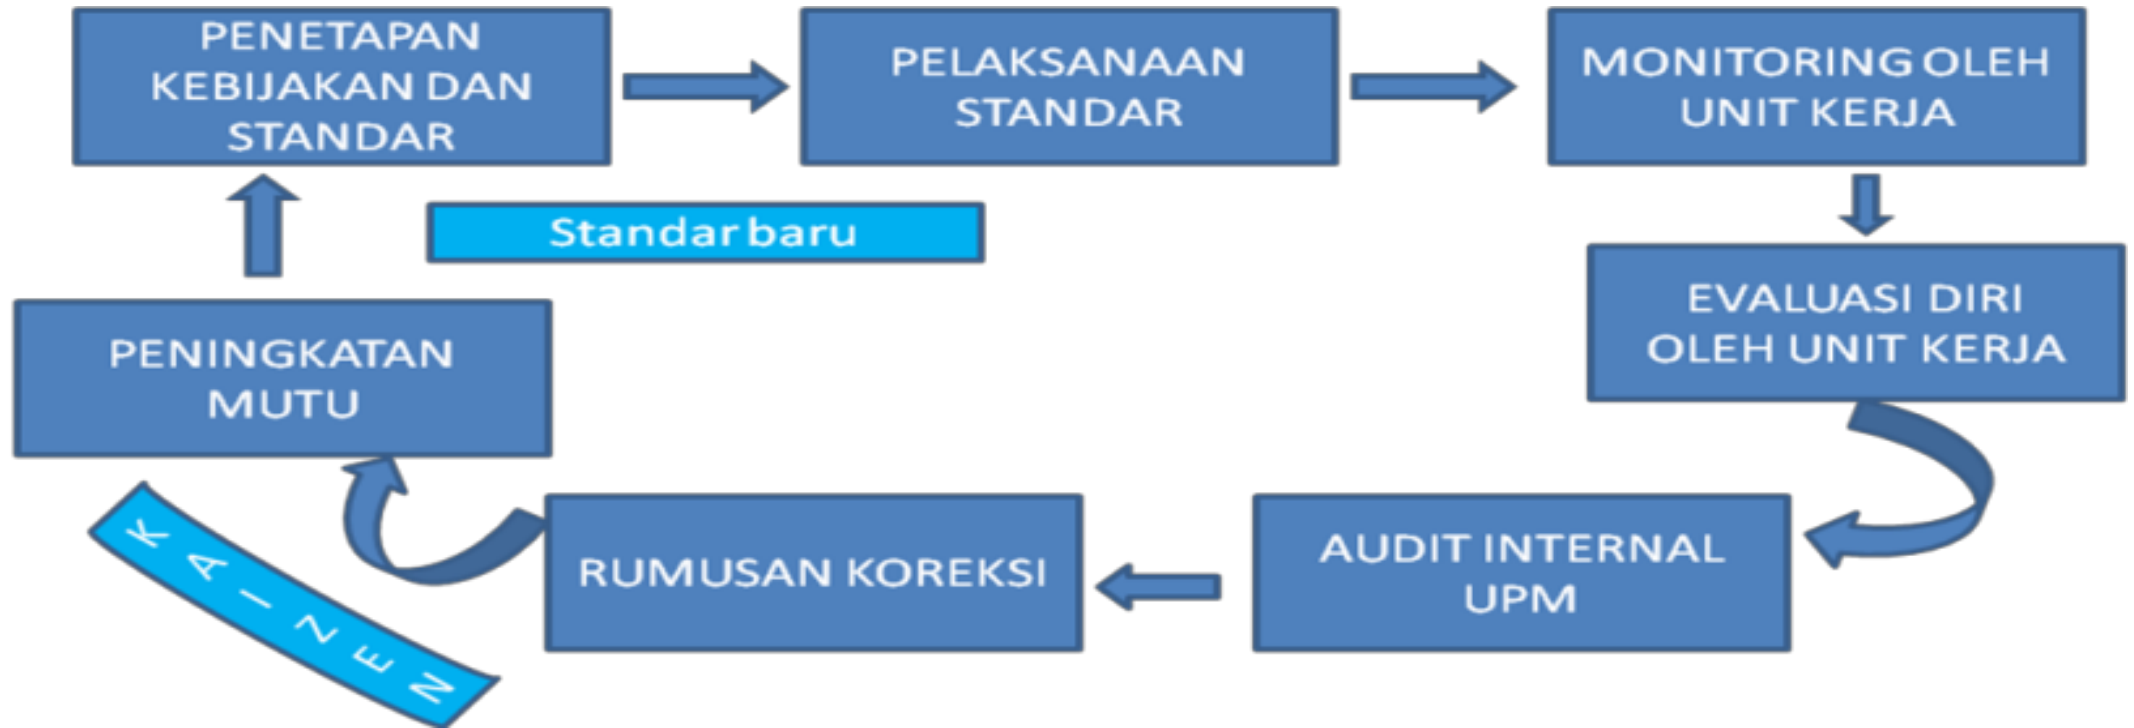 PENETAPAN
KEBIJAKAN DAN
STANDAR
PELAKSANAAN
STANDAR
MONITORING OLEH
UNIT KERJA
Standar baru
EVALUASI DIRI
OLEH UNIT KERJA
PENINGKATAN
MUTU
AUDIT INTERNAL
UPM
RUMUSAN KOREKSI
KAIZEN